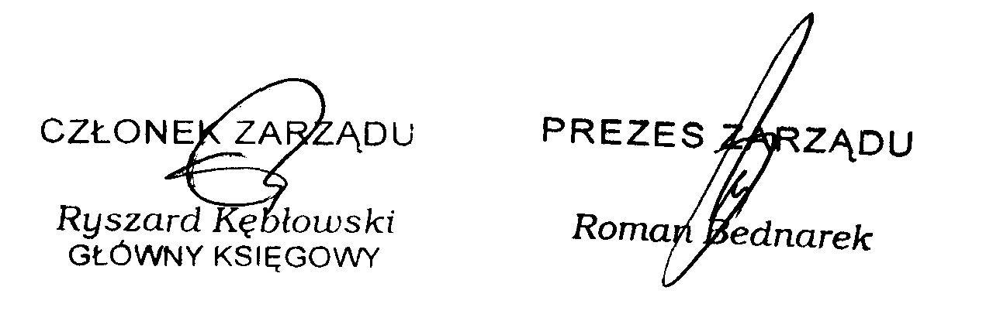 CZŁONEK ZARZĄDU
Ryszard Kębłowski
GŁÓWNY KSIĘGOWY
PREZES ZARZĄDU
Roman Bednarek